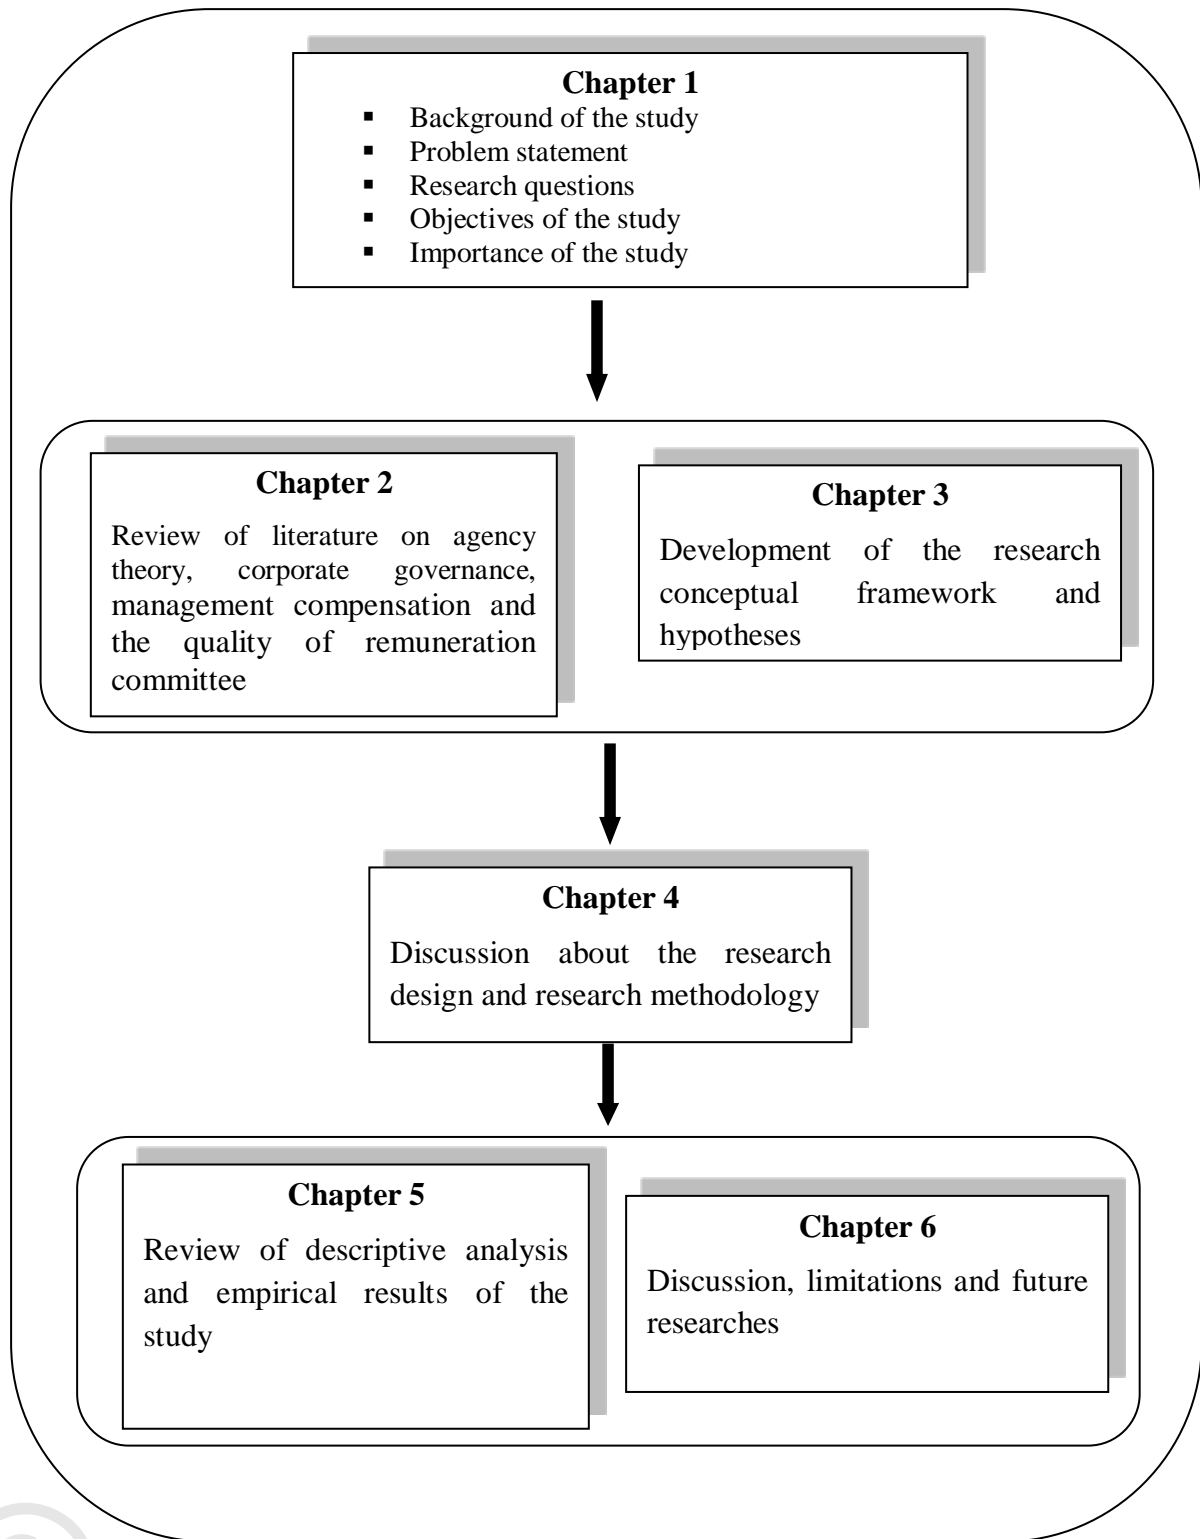 Chapter 1
▪ Background of the study
▪ Problem statement
▪ Research questions
▪ Objectives of the study
▪ Importance of the study
Chapter 2
Review of literature on agency
theory, corporate governance,
management compensation and
the quality of remuneration
committee
Chapter 3
Development of the research
conceptual framework and
hypotheses
Chapter 4
Discussion about the research
design and research methodology
Chapter 5
Review of descriptive analysis
and empirical results of the
study
Chapter 6
Discussion, limitations and future
researches